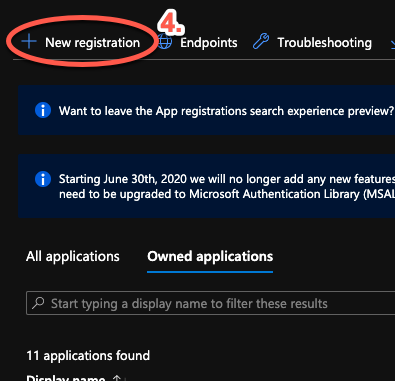 4.
New registration Endpoints Troubleshooting
Want to leave the App registrations search experience preview?
Starting June 30th, 2020 we will no longer add any new features
need to be upgraded to Microsoft Authentication Library (MSAL
All applications Owned applications
Start typing a display name to filter these results
11 applications found
Display name